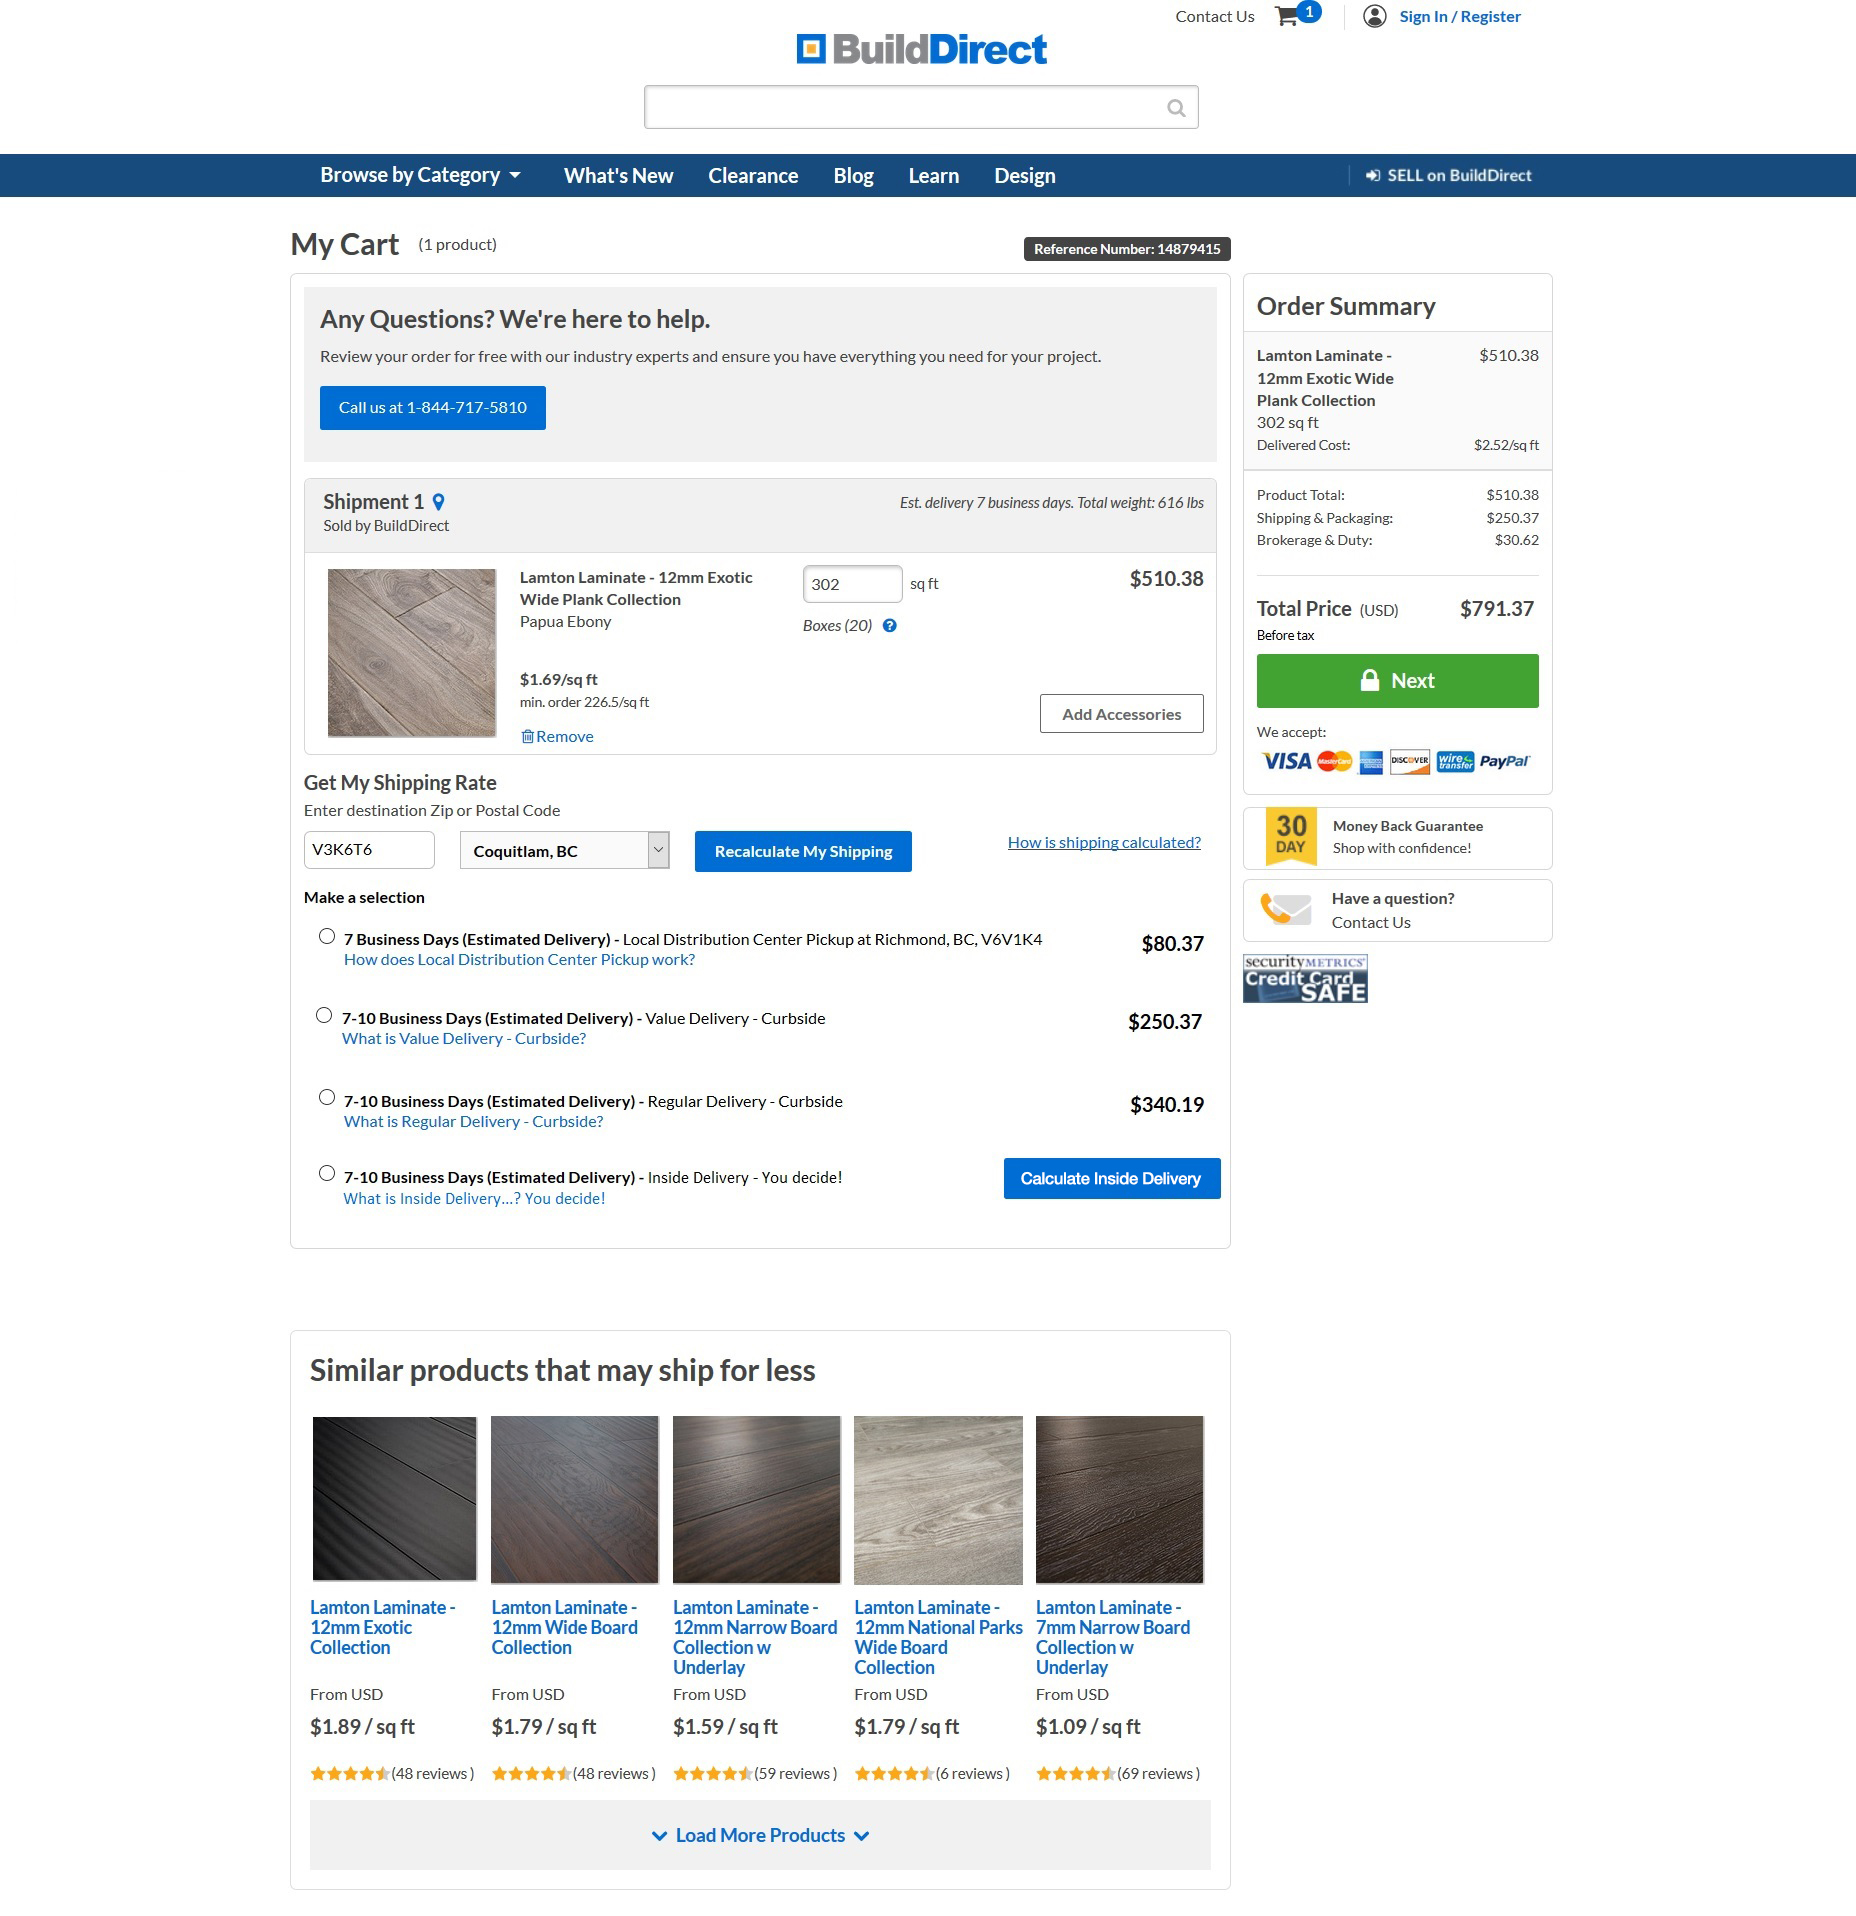 Contact Us 1 Sign In / Register
BuildDirect
Browse by Category What's New Clearance Blog Learn Design SELL on BuildDirect
My Cart (1 product)
Reference Number: 14879415
Any Questions? We're here to help.
Review your order for free with our industry experts and ensure you have everything you need for your project.
Call us at 1-844-717-5810
Shipment 1
Est. delivery 7 business days. Total weight: 616 lbs
Sold by BuildDirect
Lamton Laminate - 12mm Exotic
Wide Plank Collection
Papua Ebony
302 sq ft
$510.38
Boxes (20) ?
$1.69/sq ft
min. order 226.5/sq ft
Remove
Add Accessories
Get My Shipping Rate
Enter destination Zip or Postal Code
V3K6T6 Coquitlam, BC Recalculate My Shipping How is shipping calculated?
Make a selection
7 Business Days (Estimated Delivery) - Local Distribution Center Pickup at Richmond, BC, V6V1K4 $80.37
How does Local Distribution Center Pickup work?
7-10 Business Days (Estimated Delivery) - Value Delivery - Curbside $250.37
What is Value Delivery - Curbside?
7-10 Business Days (Estimated Delivery) - Regular Delivery - Curbside $340.19
What is Regular Delivery - Curbside?
7-10 Business Days (Estimated Delivery) - Inside Delivery - You decide! Calculate Inside Delivery
What is Inside Delivery...? You decide!
Order Summary
Lamton Laminate - $510.38
12mm Exotic Wide
Plank Collection
302 sq ft
Delivered Cost: $2.52/sq ft
Product Total: $510.38
Shipping & Packaging: $250.37
Brokerage & Duty: $30.62
Total Price (USD) $791.37
Before tax
Next
We accept:
VISA MasterCard AMERICAN EXPRESS DISCOVER wire transfer PayPal
30
DAY
Money Back Guarantee
Shop with confidence!
Have a question?
Contact Us
securityMETRICS
Credit Card
SAFE
Similar products that may ship for less
Lamton Laminate -
12mm Exotic
Collection
From USD
$1.89 / sq ft
(48 reviews )
Lamton Laminate -
12mm Wide Board
Collection
From USD
$1.79 / sq ft
(48 reviews )
Lamton Laminate -
12mm Narrow Board
Collection w
Underlay
From USD
$1.59 / sq ft
(59 reviews )
Lamton Laminate -
12mm National Parks
Wide Board
Collection
From USD
$1.79 / sq ft
(6 reviews )
Lamton Laminate -
7mm Narrow Board
Collection w
Underlay
From USD
$1.09 / sq ft
(69 reviews )
Load More Products